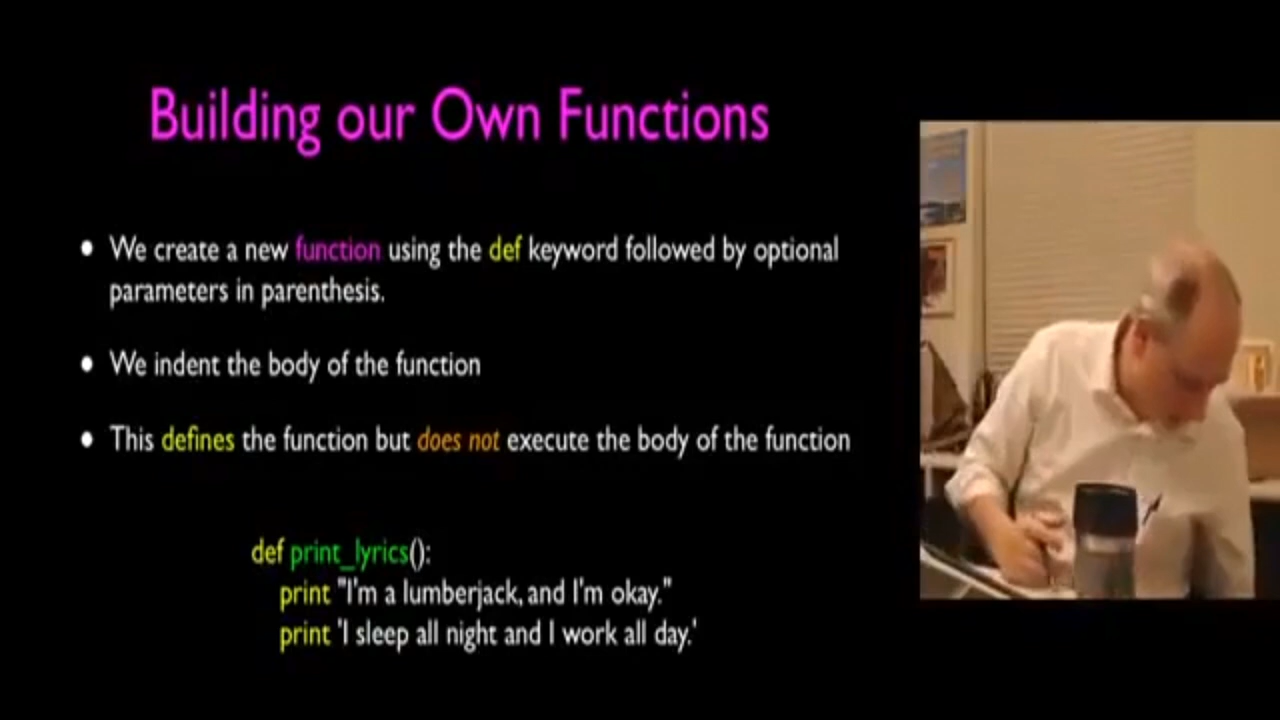 Building our Own Functions
• We create a new function using the def keyword followed by optional
parameters in parenthesis.
• We indent the body of the function
• This defines the function but does not execute the body of the function
def print_lyrics():
    print "I'm a lumberjack, and I'm okay."
    print 'I sleep all night and I work all day.'